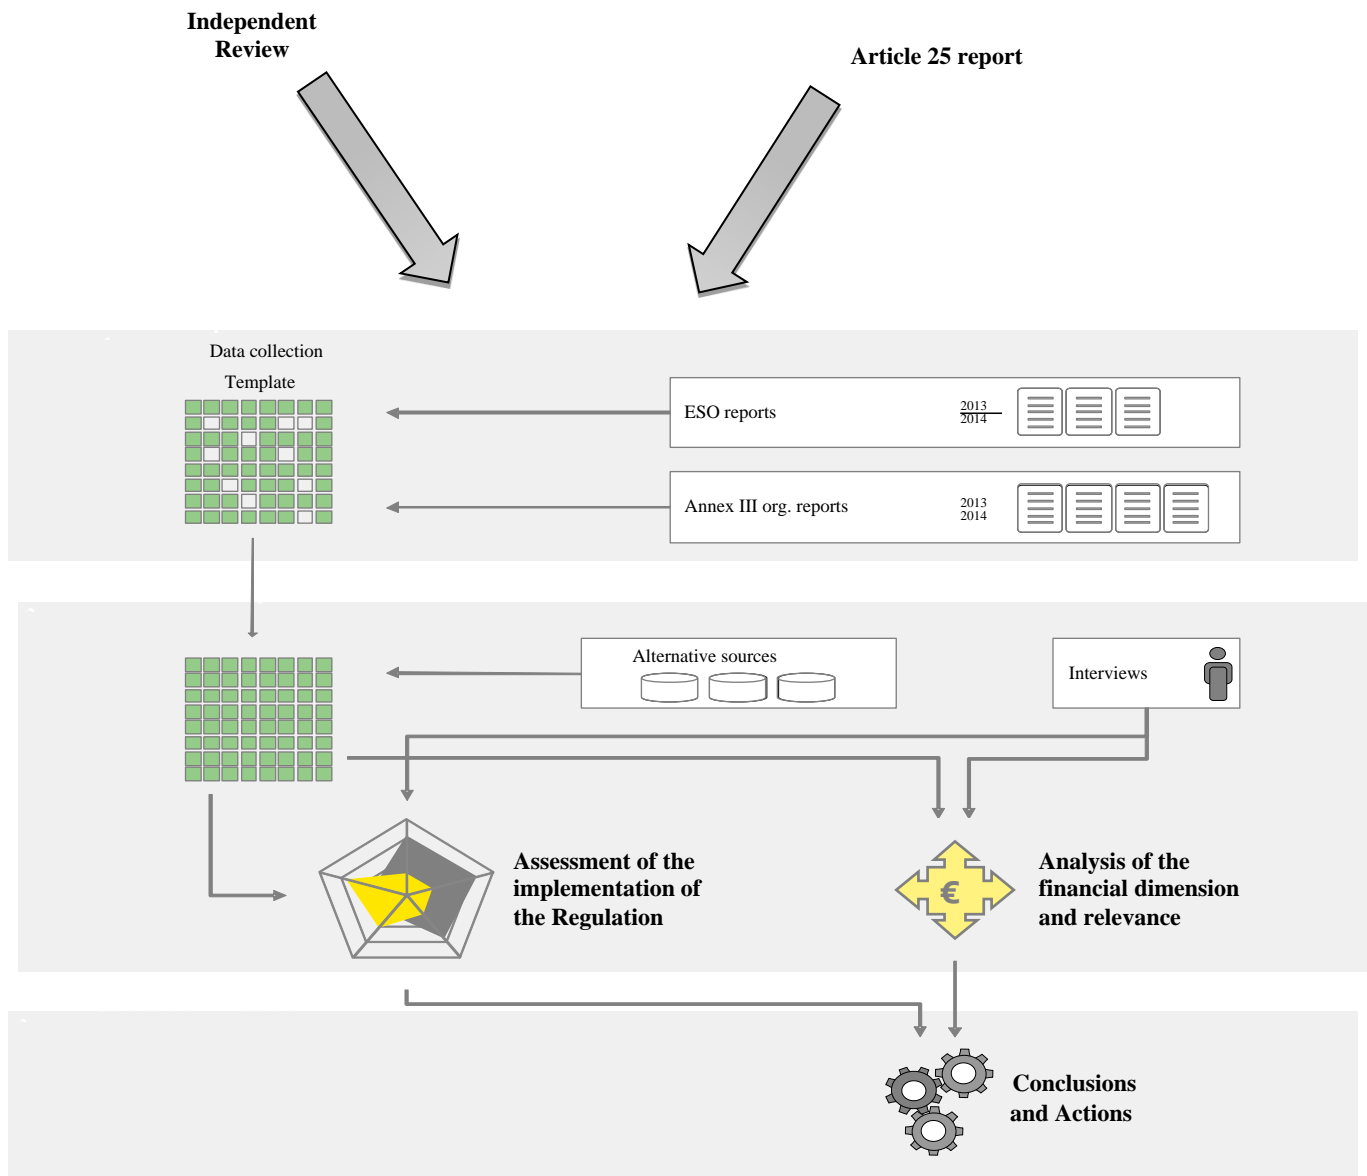 Independent
Review
Article 25 report
Data collection
Template
ESO reports
2013
2014
Annex III org. reports
2013
2014
Alternative sources
Interviews
Assessment of the
implementation of
the Regulation
€
Analysis of the
financial dimension
and relevance
Conclusions
and Actions